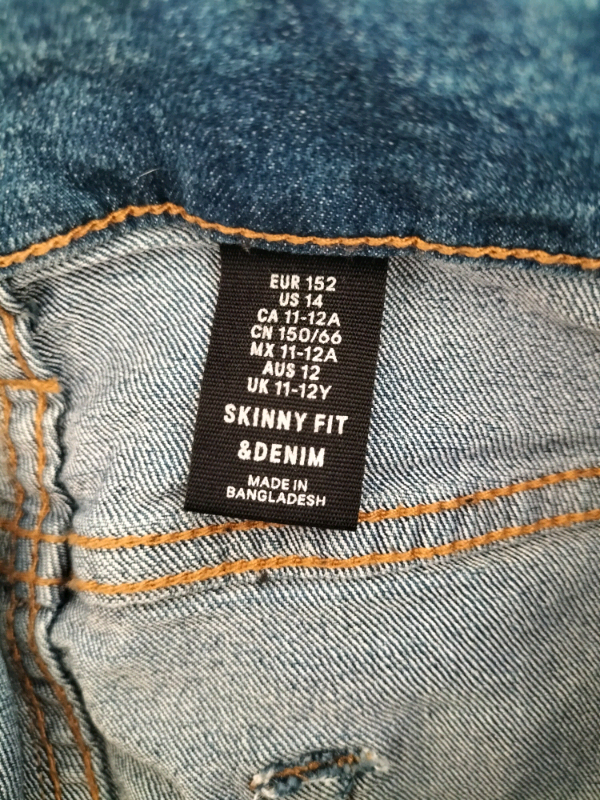 EUR 152
US 14
CA 11-12A
CN 150/66
MX 11-12A
AUS 12
UK 11-12Y
SKINNY FIT
&DENIM
MADE IN
BANGLADESH